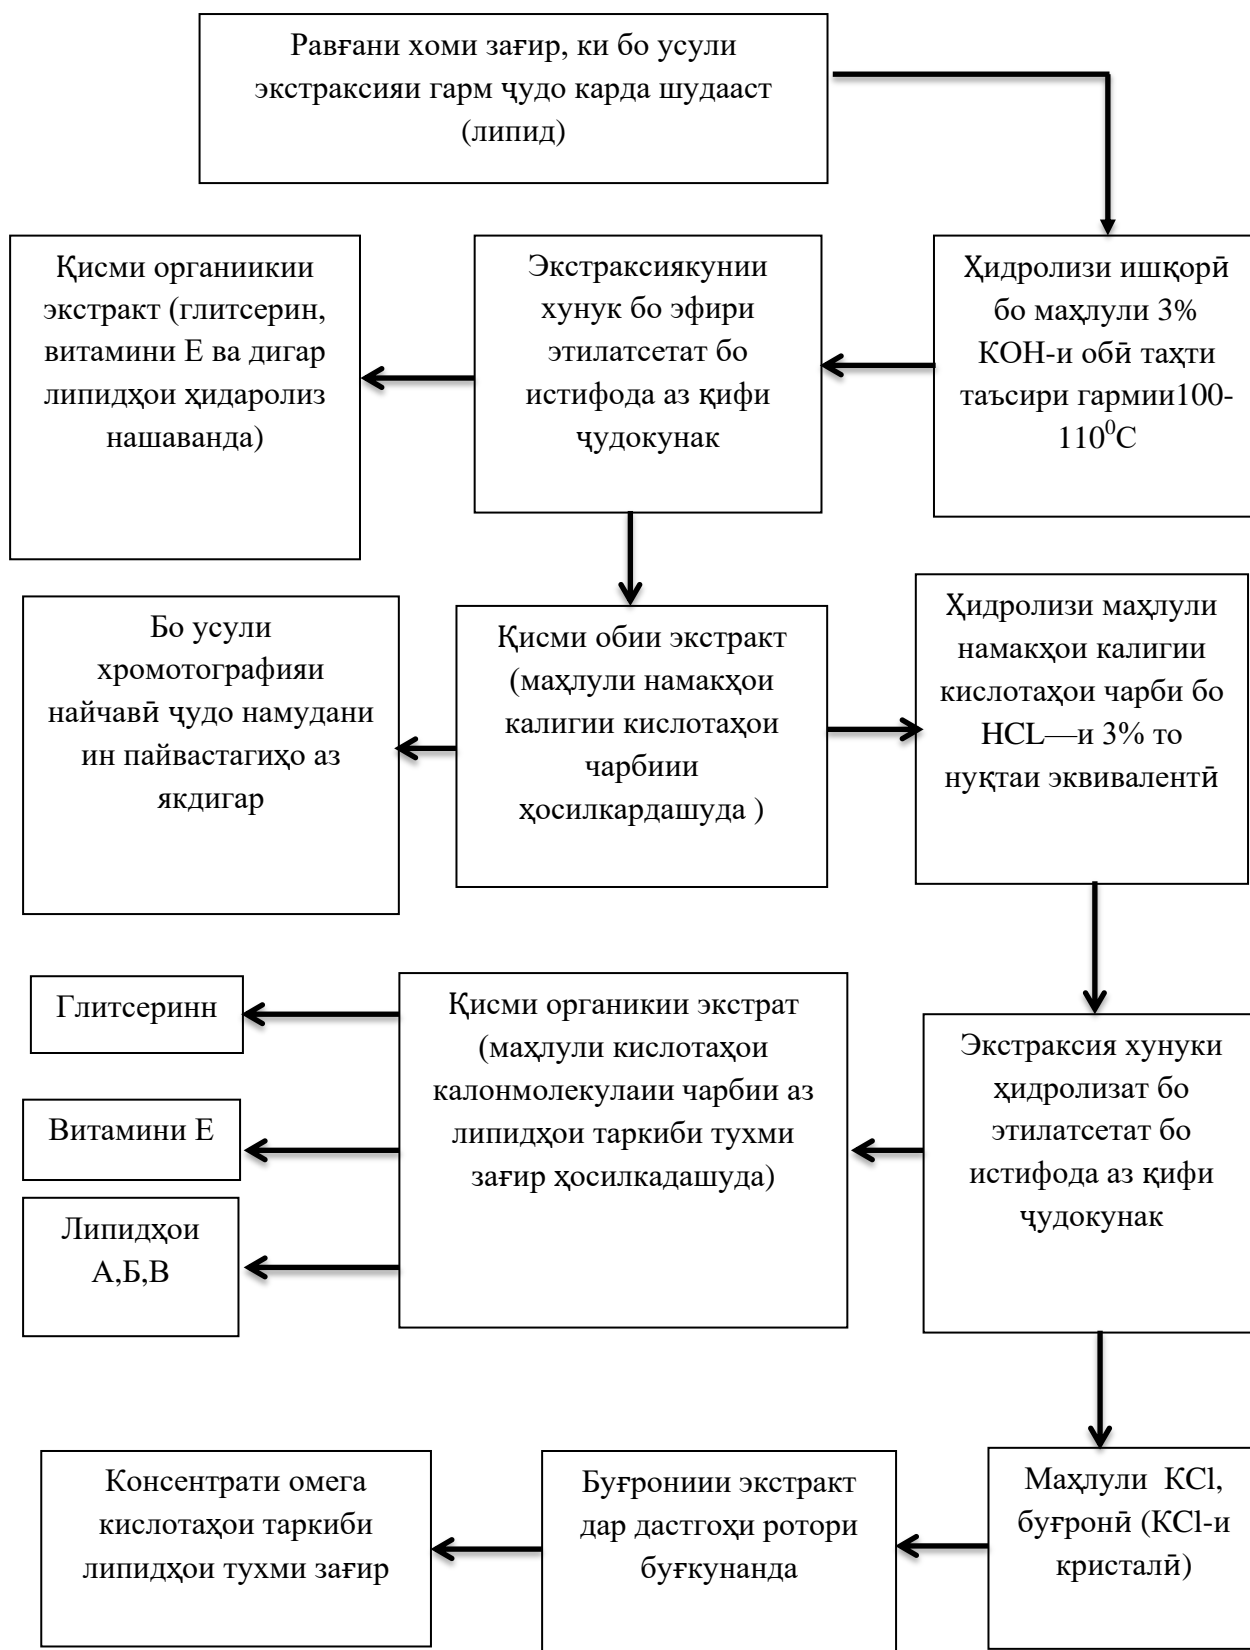 Равғани хоми зағир, ки бо усули
экстраксияи гарм ҷудо карда шудааст
(липид)
Қисми органиикии
экстракт (глитсерин,
витамини Е ва дигар
липидҳои ҳидаролиз
нашаванда)
Экстраксиякунии
хунук бо эфири
этилатсетат бо
истифода аз қифи
ҷудокунак
Ҳидролизи ишқорӣ
бо маҳлули 3%
КОН-и обӣ таҳти
таъсири гармии100-
110⁰С
Бо усули
хромотографияи
найчавӣ ҷудо намудани
ин пайвастагиҳо аз
якдигар
Қисми обии экстракт
(маҳлули намакҳои
калигии кислотаҳои
чарбиии
ҳосилкардашуда )
Ҳидролизи маҳлули
намакҳои калигии
кислотаҳои чарби бо
HCL—и 3% то
нуқтаи эквивалентӣ
Глитсеринн
Витамини Е
Липидҳои
А,Б,В
Қисми органикии экстрат
(маҳлули кислотаҳои
калонмолекулаии чарбии аз
липидҳои таркиби тухми
зағир ҳосилкадашуда)
Экстраксия хунуки
ҳидролизат бо
этилатсетат бо
истифода аз қифи
ҷудокунак
Консентрати омега
кислотаҳои таркиби
липидҳои тухми зағир
Буғрониии экстракт
дар дастгоҳи ротори
буғкунанда
Маҳлули КCl,
буғронӣ (КCl-и
кристалӣ)